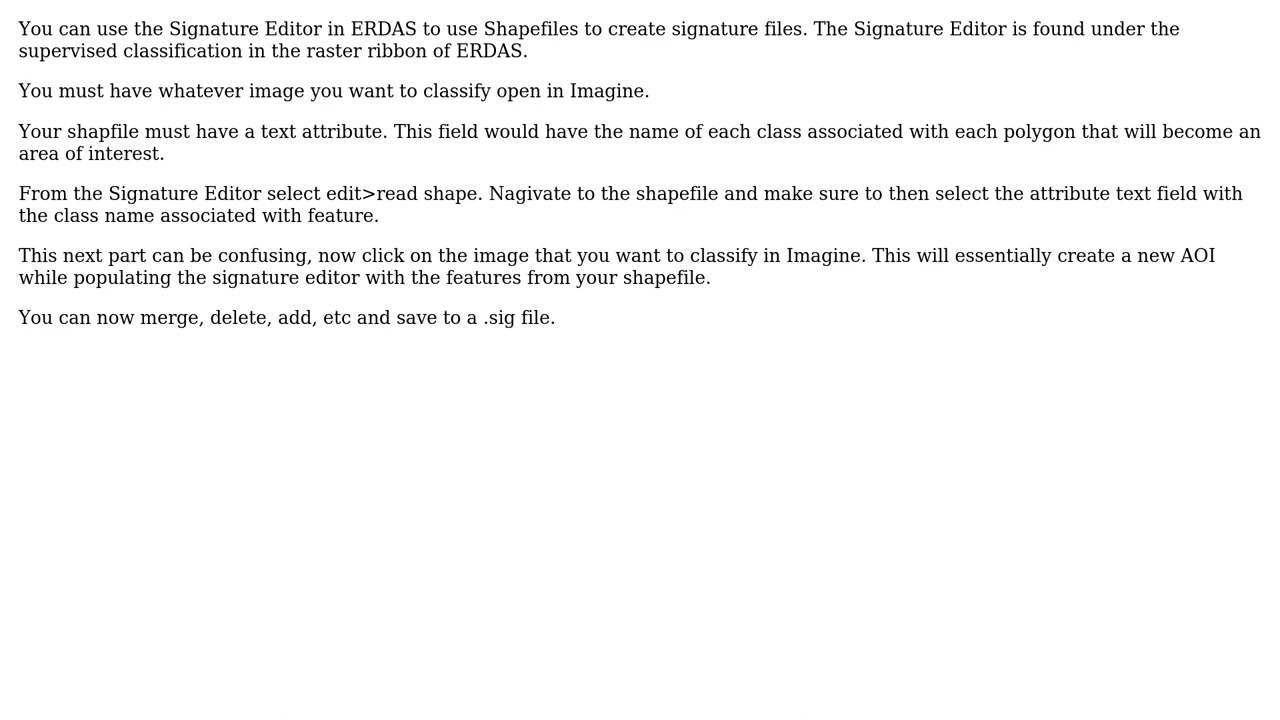 You can use the Signature Editor in ERDAS to use Shapefiles to create signature files. The Signature Editor is found under the
supervised classification in the raster ribbon of ERDAS.
You must have whatever image you want to classify open in Imagine.
Your shapfile must have a text attribute. This field would have the name of each class associated with each polygon that will become an
area of interest.
From the Signature Editor select edit>read shape. Nagivate to the shapefile and make sure to then select the attribute text field with
the class name associated with feature.
This next part can be confusing, now click on the image that you want to classify in Imagine. This will essentially create a new AOI
while populating the signature editor with the features from your shapefile.
You can now merge, delete, add, etc and save to a .sig file.